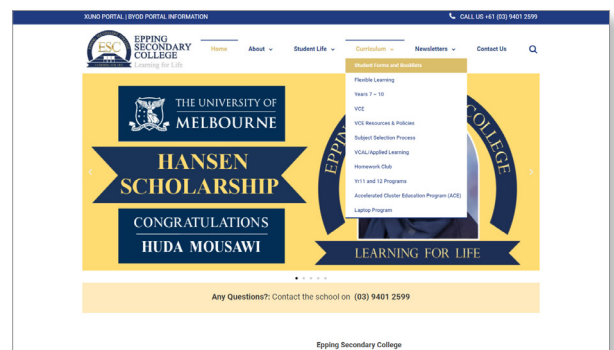 XUNO PORTAL | BYOD PORTAL INFORMATION
CALL US +61 (03) 9401 2599
ESC
EPPING
SECONDARY
COLLEGE
Learning for Life
Home
About
Student Life
Curriculum
Newsletters
Contact Us
Student Forms and Booklets
Flexible Learning
Years 7 – 10
VCE
VCE Resources & Policies
Subject Selection Process
VCAL/Applied Learning
Homework Club
Yr11 and 12 Programs
Accelerated Cluster Education Program (ACE)
Laptop Program
THE UNIVERSITY OF
MELBOURNE
HANSEN
SCHOLARSHIP
CONGRATULATIONS
HUDA MOUSAWI
EPPING
COLLEGE
LEARNING FOR LIFE
Any Questions?: Contact the school on (03) 9401 2599
Epping Secondary College